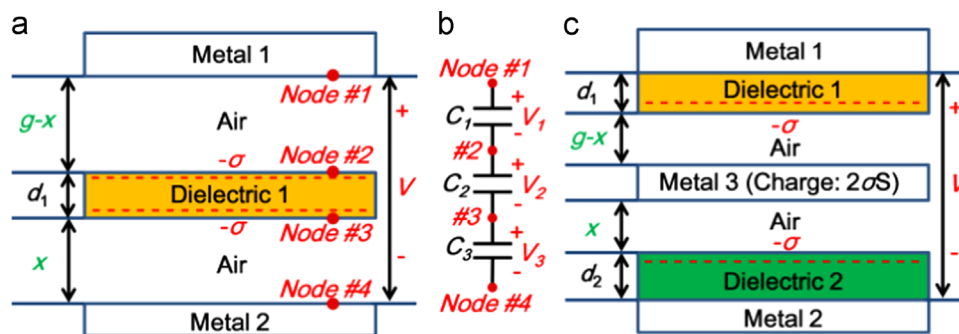 a
Metal 1
Node #1
Air
g-x
-σ
Node #2
d1
Dielectric 1
-σ
Node #3
x
Air
Node #4
Metal 2
+
V
-
b
Node #1
C1
+
V1
-
#2
C2
+
V2
-
#3
C3
+
V3
-
Node #4
c
Metal 1
d1
Dielectric 1
-σ
g-x
Air
Metal 3 (Charge: 2σS)
x
Air
-σ
d2
Dielectric 2
Metal 2
+
V
-